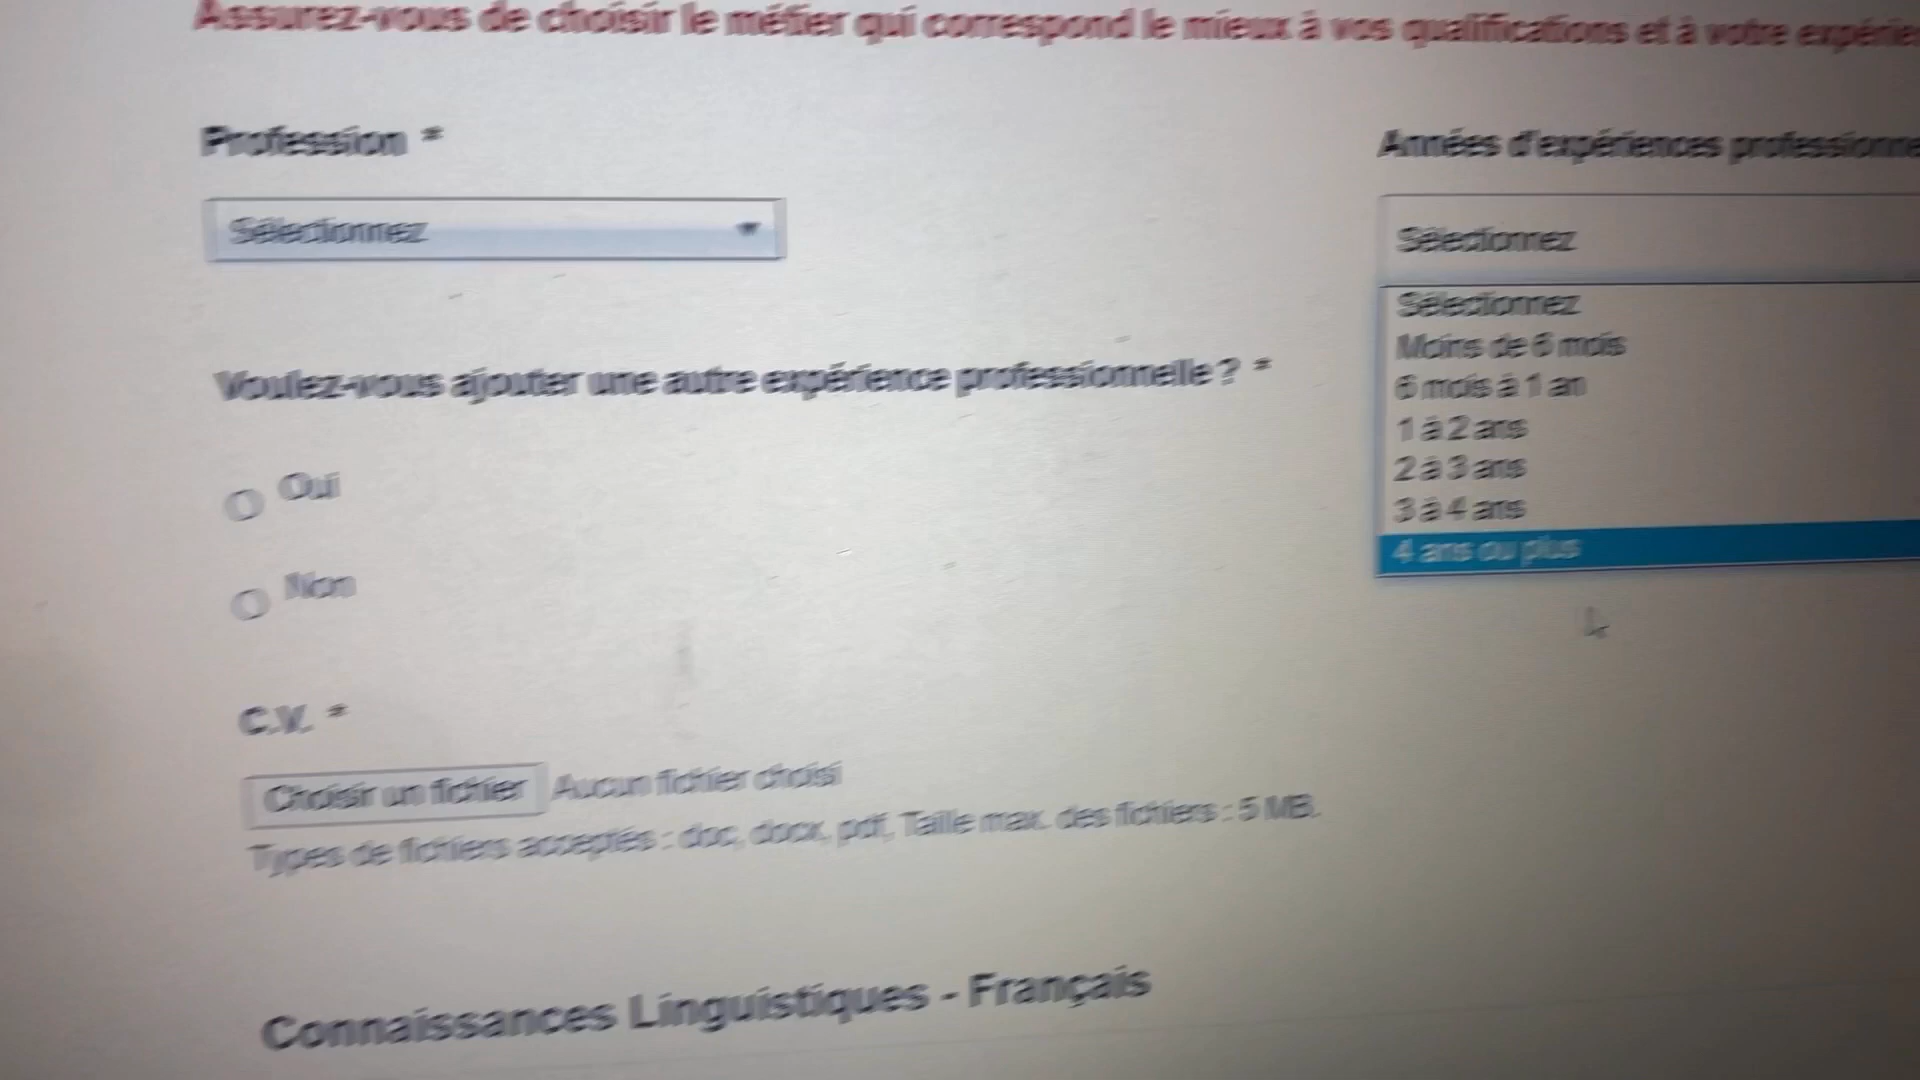 Assurez-vous de choisir le métier qui correspond le mieux à vos qualifications et à votre
Profession *
Sélectionnez
Années d'expériences
Sélectionnez
Sélectionnez
Moins de 6 mois
6 mois à 1 an
1 à 2 ans
2 à 3 ans
3 à 4 ans
4 ans ou plus
Voulez-vous ajouter une autre expérience professionnelle ? *
Oui
Non
C.V. *
Choisir un fichier Aucun fichier choisi
Types de fichiers acceptés : doc, docx, pdf, Taille max. des fichiers : 5 MB.
Connaissances Linguistiques - Français